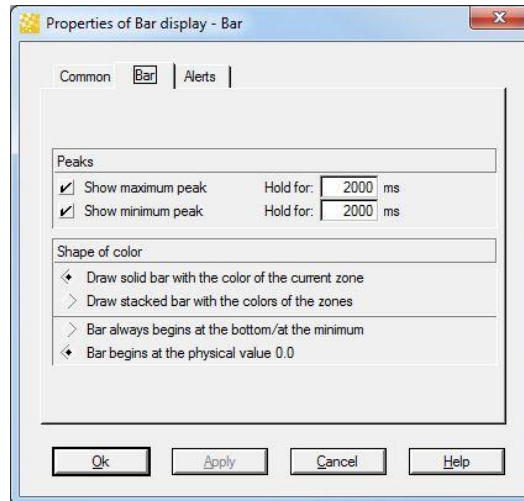 Properties of Bar display - Bar
Common Bar Alerts
Peaks
Show maximum peak Hold for: 2000 ms
Show minimum peak Hold for: 2000 ms
Shape of color
Draw solid bar with the color of the current zone
Draw stacked bar with the colors of the zones
Bar always begins at the bottom/at the minimum
Bar begins at the physical value 0.0
Ok Apply Cancel Help